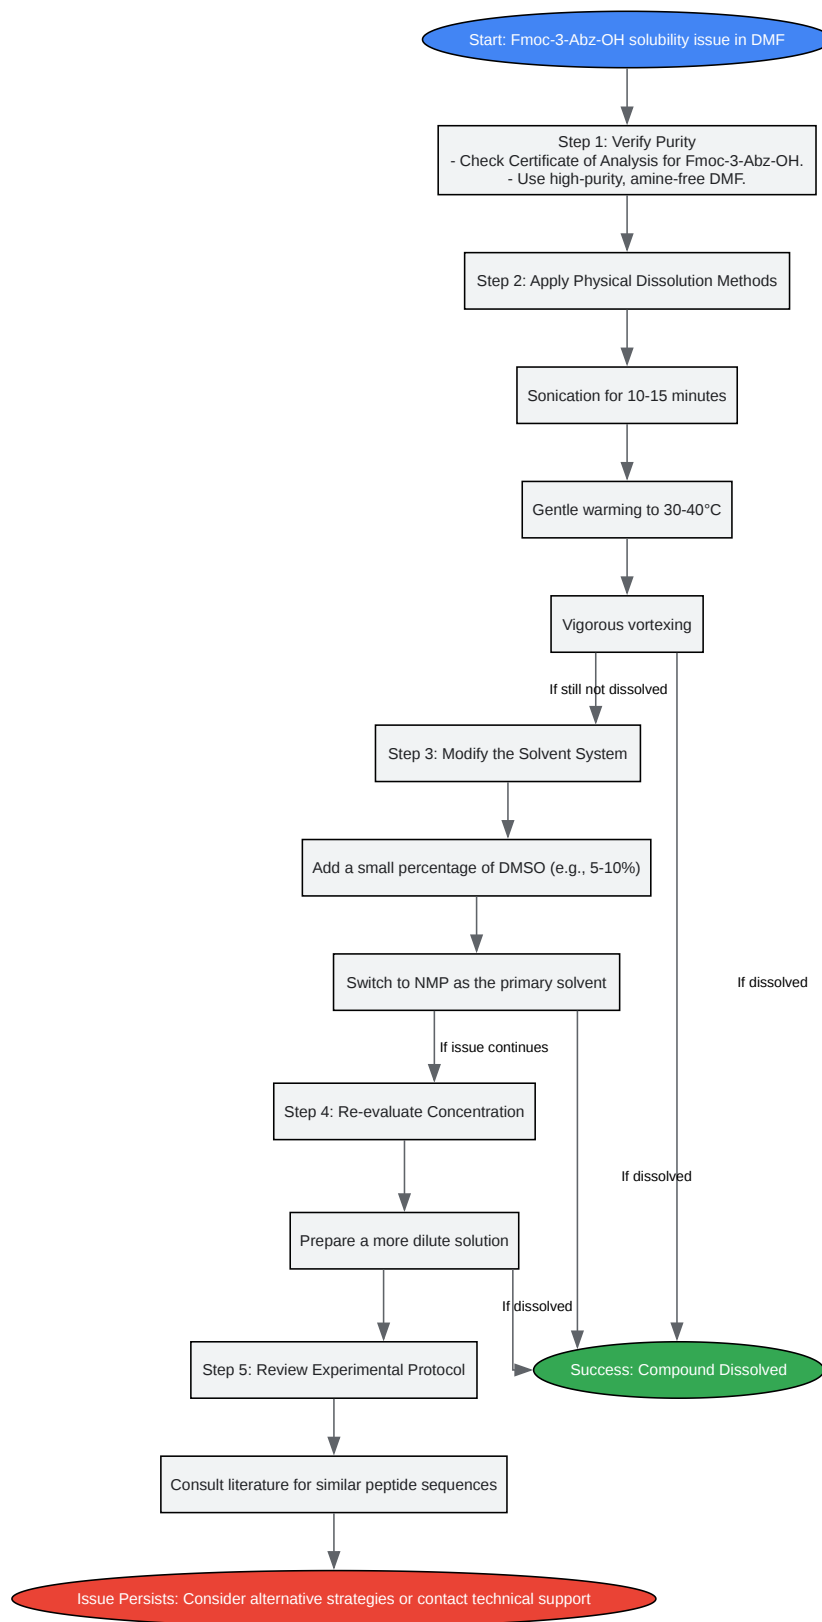 Start: Fmoc-3-Abz-OH solubility issue in DMF
Step 1: Verify Purity
- Check Certificate of Analysis for Fmoc-3-Abz-OH.
- Use high-purity, amine-free DMF.
Step 2: Apply Physical Dissolution Methods
Sonication for 10-15 minutes
Gentle warming to 30-40°C
Vigorous vortexing
If still not dissolved
Step 3: Modify the Solvent System
Add a small percentage of DMSO (e.g., 5-10%)
Switch to NMP as the primary solvent
If dissolved
If issue continues
Step 4: Re-evaluate Concentration
If dissolved
Prepare a more dilute solution
If dissolved
Step 5: Review Experimental Protocol
Success: Compound Dissolved
Consult literature for similar peptide sequences
Issue Persists: Consider alternative strategies or contact technical support